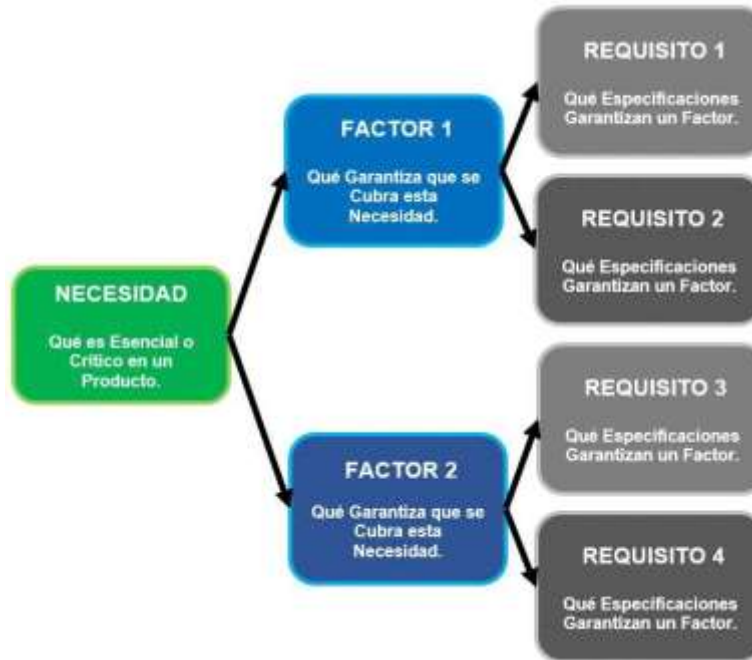 NECESIDAD
Qué es Esencial o
Crítico en un
Producto.
FACTOR 1
Qué Garantiza que se
Cubra esta
Necesidad.
REQUISITO 1
Qué Especificaciones
Garantizan un Factor.
REQUISITO 2
Qué Especificaciones
Garantizan un Factor.
FACTOR 2
Qué Garantiza que se
Cubra esta
Necesidad.
REQUISITO 3
Qué Especificaciones
Garantizan un Factor.
REQUISITO 4
Qué Especificaciones
Garantizan un Factor.